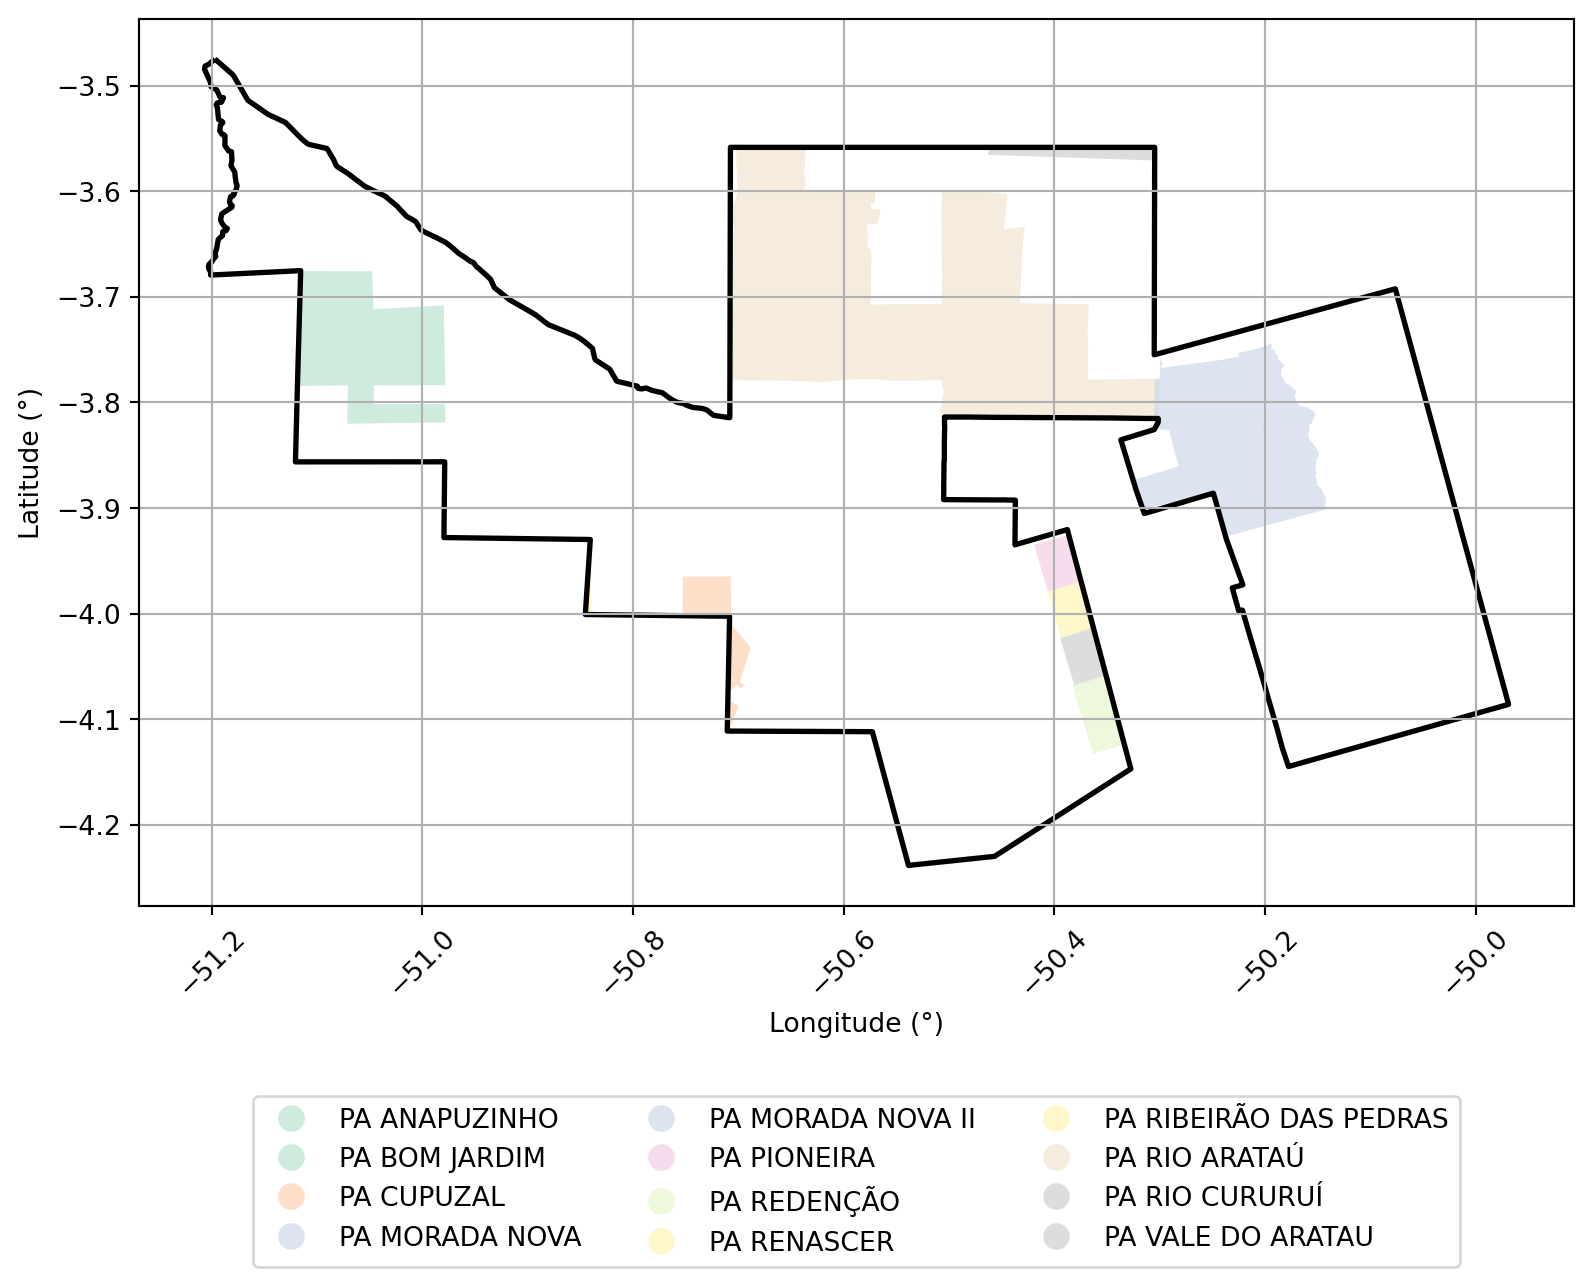 −3.5
−3.6
−3.7
−3.8
−3.9
−4.0
−4.1
−4.2
Latitude (°)
−51.2
−51.0
−50.8
−50.6
−50.4
−50.2
−50.0
Longitude (°)
PA ANAPUZINHO
PA BOM JARDIM
PA CUPUZAL
PA MORADA NOVA
PA MORADA NOVA II
PA PIONEIRA
PA REDENÇÃO
PA RENASCER
PA RIBEIRÃO DAS PEDRAS
PA RIO ARATAÚ
PA RIO CURURUÍ
PA VALE DO ARATAU